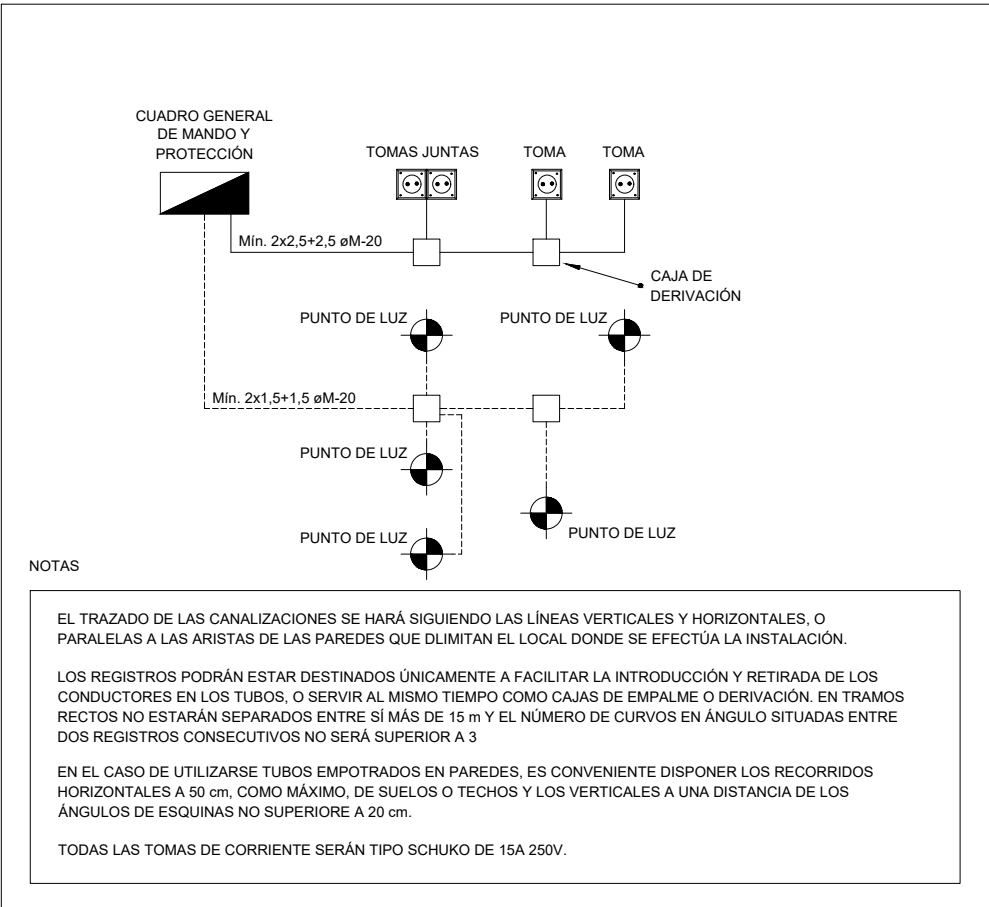 CUADRO GENERAL
DE MANDO Y
PROTECCIÓN
TOMAS JUNTAS
TOMA
TOMA
Mín. 2x2,5+2,5 øM-20
CAJA DE
DERIVACIÓN
PUNTO DE LUZ
PUNTO DE LUZ
Mín. 2x1,5+1,5 øM-20
PUNTO DE LUZ
PUNTO DE LUZ
PUNTO DE LUZ
NOTAS
EL TRAZADO DE LAS CANALIZACIONES SE HARÁ SIGUIENDO LAS LÍNEAS VERTICALES Y HORIZONTALES, O
PARALELAS A LAS ARISTAS DE LAS PAREDES QUE DLIMITAN EL LOCAL DONDE SE EFECTÚA LA INSTALACIÓN.
LOS REGISTROS PODRÁN ESTAR DESTINADOS ÚNICAMENTE A FACILITAR LA INTRODUCCIÓN Y RETIRADA DE LOS
CONDUCTORES EN LOS TUBOS, O SERVIR AL MISMO TIEMPO COMO CAJAS DE EMPALME O DERIVACIÓN. EN TRAMOS
RECTOS NO ESTARÁN SEPARADOS ENTRE SÍ MÁS DE 15 m Y EL NÚMERO DE CURVOS EN ÁNGULO SITUADAS ENTRE
DOS REGISTROS CONSECUTIVOS NO SERÁ SUPERIOR A 3
EN EL CASO DE UTILIZARSE TUBOS EMPOTRADOS EN PAREDES, ES CONVENIENTE DISPONER LOS RECORRIDOS
HORIZONTALES A 50 cm, COMO MÁXIMO, DE SUELOS O TECHOS Y LOS VERTICALES A UNA DISTANCIA DE LOS
ÁNGULOS DE ESQUINAS NO SUPERIORE A 20 cm.
TODAS LAS TOMAS DE CORRIENTE SERÁN TIPO SCHUKO DE 15A 250V.